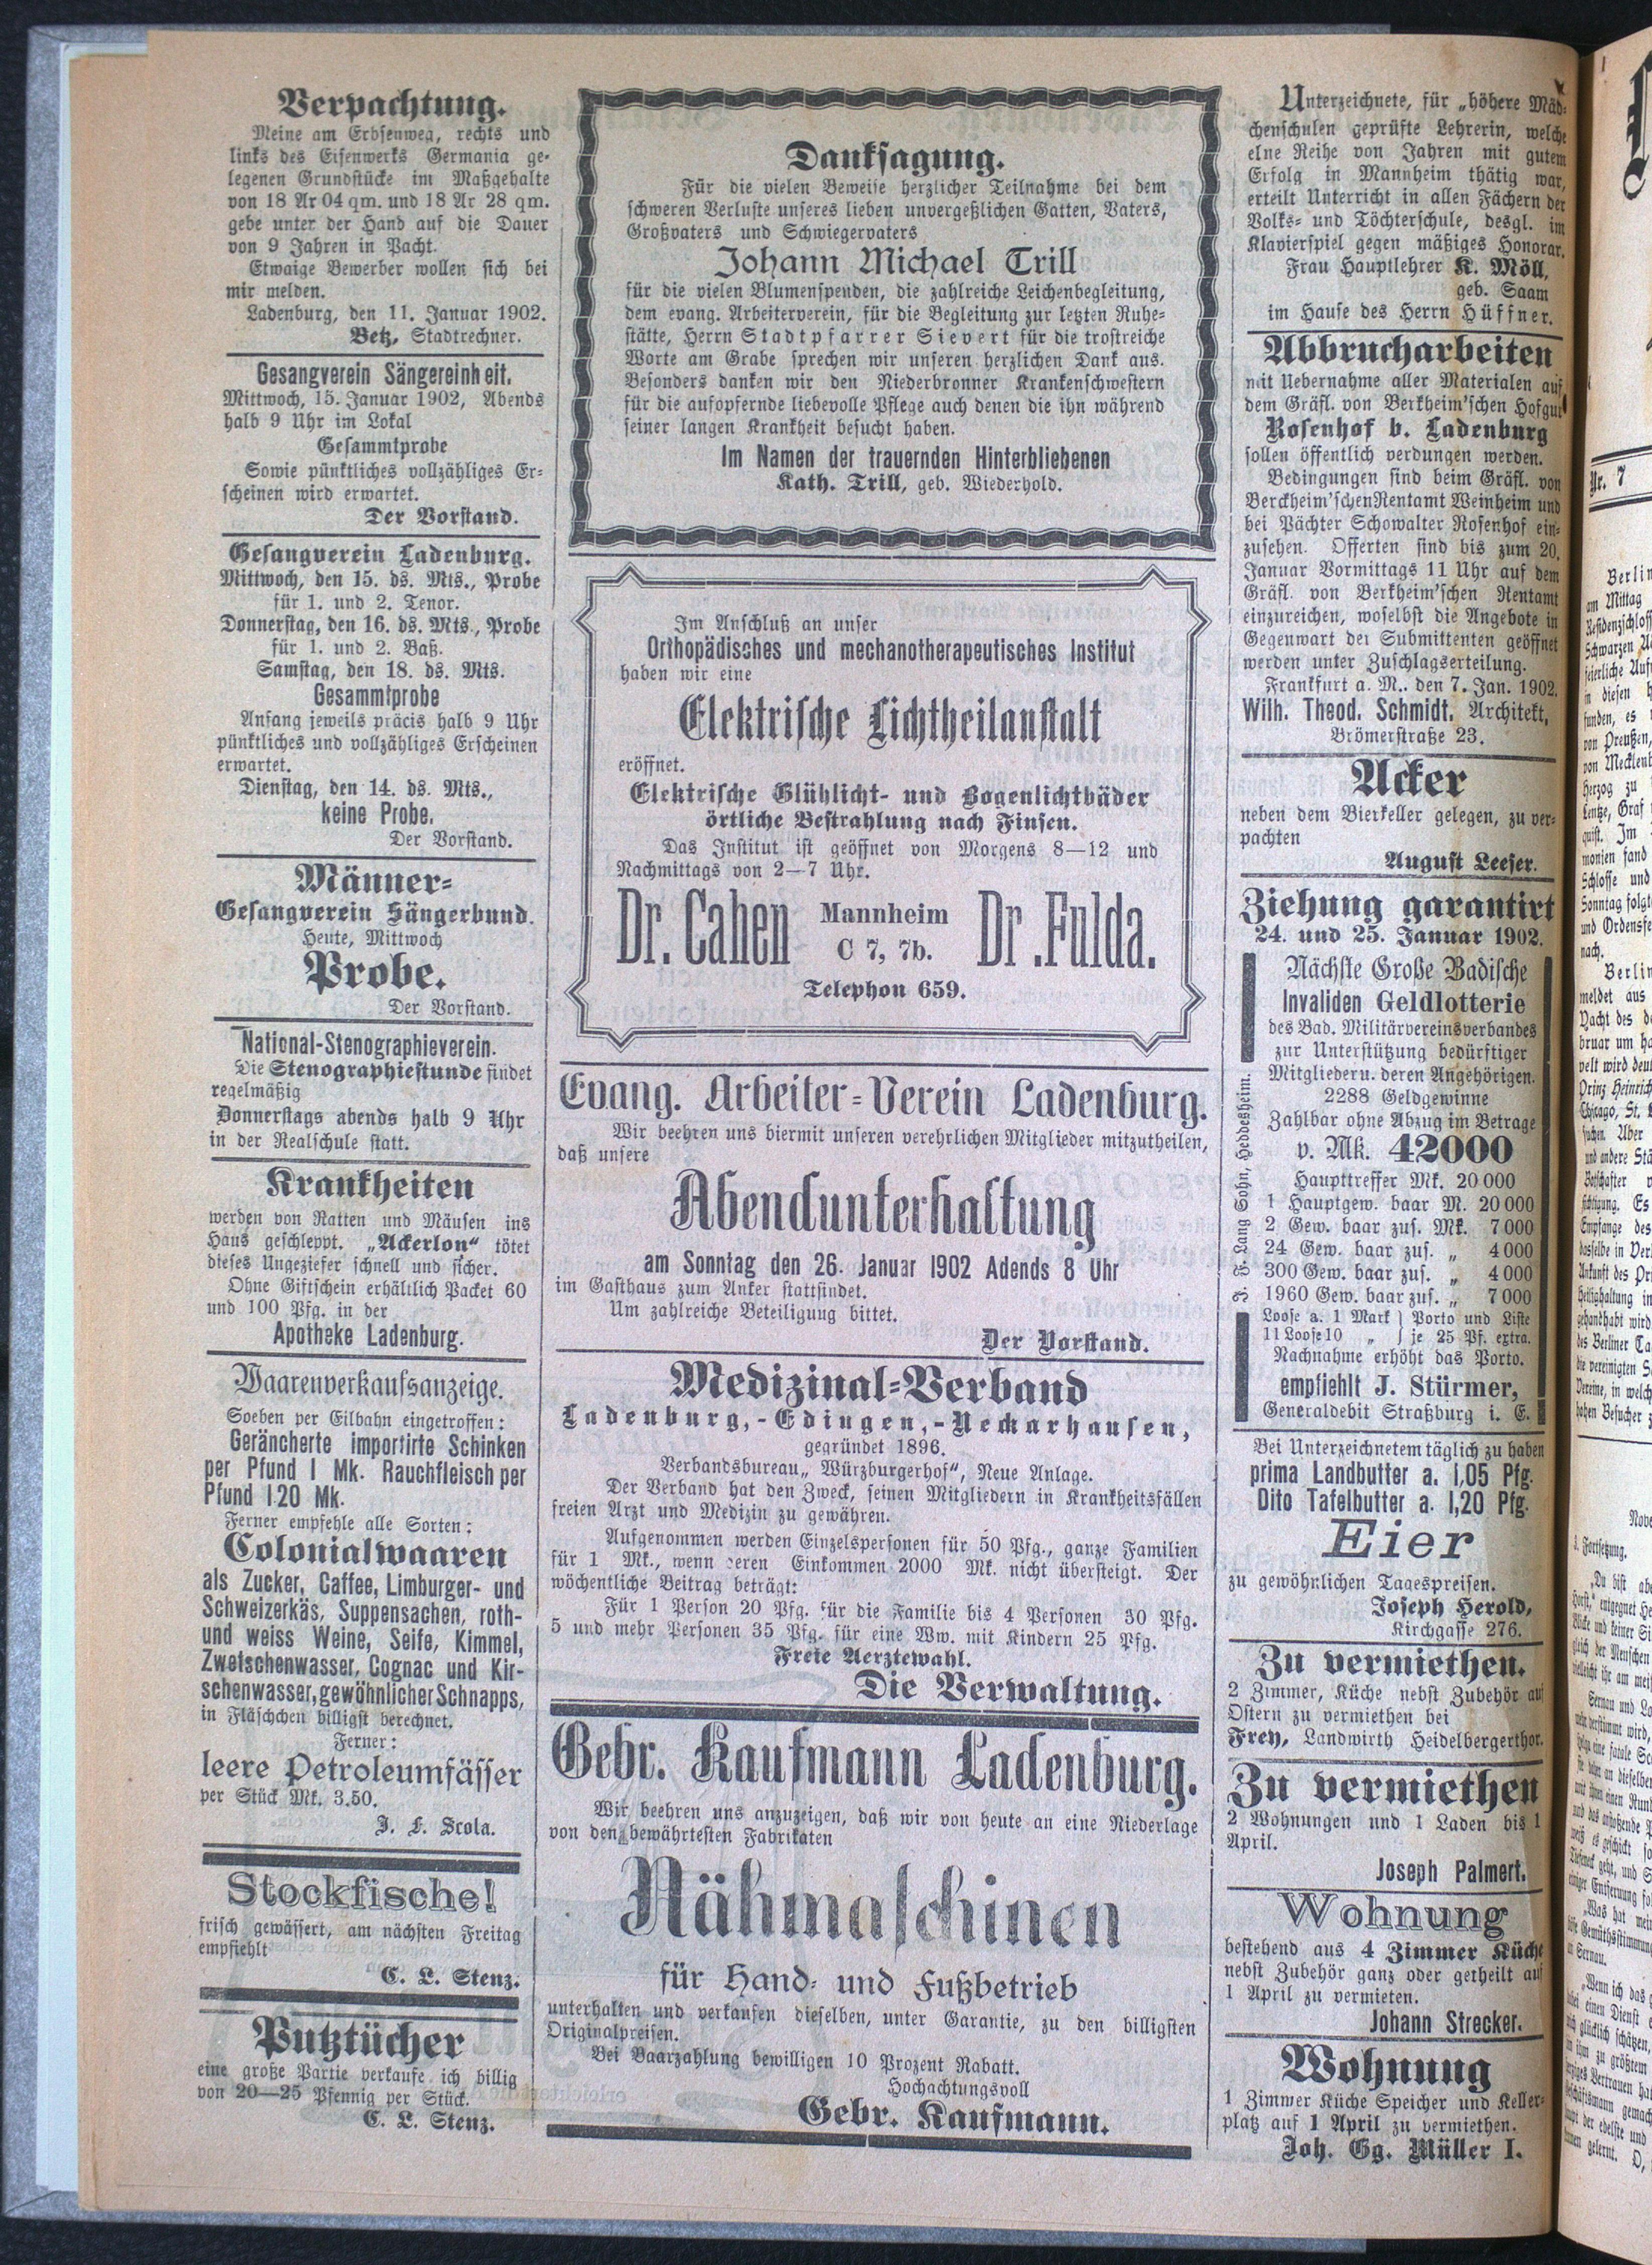 Verpachtung.
Meine am Erbsenweg, rechts und
links des Eisenwerks Germania ge-
legenen Grundstücke im Maßgehalte
von 18 Ar 04 qm. und 18 Ar 28 qm.
gebe unter der Hand auf die Dauer
von 9 Jahren in Pacht.
Etwaige Bewerber wollen sich bei
mir melden.
Ladenburg, den 11. Januar 1902.
Betz, Stadtrechner.
Gesangverein Sängereinheit.
Mittwoch, 15. Januar 1902, Abends
halb 9 Uhr im Lokal
Gesammtprobe
Sowie pünktliches vollzähliges Er-
scheinen wird erwartet.
Der Vorstand.
Gesangverein Ladenburg.
Mittwoch, den 15. ds. Mts., Probe
für 1. und 2. Tenor.
Donnerstag, den 16. ds. Mts., Probe
für 1. und 2. Baß.
Samstag, den 18. ds. Mts.
Gesammtprobe
Anfang jeweils präcis halb 9 Uhr
pünktliches und vollzähliges Erscheinen
erwartet.
Dienstag, den 14. ds. Mts.,
keine Probe.
Der Vorstand.
Männer-
Gesangverein Sängerbund.
Heute, Mittwoch
Probe.
Der Vorstand.
National-Stenographieverein.
Die Stenographiestunde findet
regelmäßig
Donnerstags abends halb 9 Uhr
in der Realschule statt.
Krankheiten
werden von Ratten und Mäusen ins
Haus geschleppt. „Ackerlon“ tötet
dieses Ungeziefer schnell und sicher.
Ohne Giftschein erhältlich Packet 60
und 100 Pfg. in der
Apotheke Ladenburg.
Waarenverkaufsanzeige.
Soeben per Eilbahn eingetroffen:
Geräncherte importirte Schinken
per Pfund 1 Mk. Rauchfleisch per
Pfund 1.20 Mk.
Ferner empfehle alle Sorten:
Colonialwaaren
als Zucker, Caffee, Limburger- und
Schweizerkäs, Suppensachen, roth-
und weiss Weine, Seife, Kimmel,
Zwetschenwasser, Cognac und Kir-
schenwasser, gewöhnlicher Schnapps,
in Fläschchen billigst berechnet.
Ferner:
leere Petroleumfässer
per Stück Mk. 3.50.
J. F. Scola.
Stockfische!
frisch gewässert, am nächsten Freitag
empfiehlt
C. L. Stenz.
Putztücher
eine große Partie verkaufe ich billig
von 20—25 Pfennig per Stück.
C. L. Stenz.
Danksagung.
Für die vielen Beweise herzlicher Teilnahme bei dem
schweren Verluste unseres lieben unvergeßlichen Gatten, Vaters,
Großvaters und Schwiegervaters
Johann Michael Trill
für die vielen Blumenspenden, die zahlreiche Leichenbegleitung,
dem evang. Arbeiterverein, für die Begleitung zur letzten Ruhe-
stätte, Herrn Stadtpfarrer Sievert für die trostreiche
Worte am Grabe sprechen wir unseren herzlichen Dank aus.
Besonders danken wir den Niederbronner Krankenschwestern
für die aufopfernde liebevolle Pflege auch denen die ihn während
seiner langen Krankheit besucht haben.
Im Namen der trauernden Hinterbliebenen
Kath. Trill, geb. Wiederhold.
Im Anschluß an unser
Orthopädisches und mechanotherapeutisches Institut
haben wir eine
Elektrische Lichtheilanstalt
eröffnet.
Elektrische Glühlicht- und Bogenlichtbäder
örtliche Bestrahlung nach Finsen.
Das Institut ist geöffnet von Morgens 8—12 und
Nachmittags von 2—7 Uhr.
Dr. Cahen Mannheim Dr. Fulda.
C 7, 7b.
Telephon 659.
Evang. Arbeiter-Verein Ladenburg.
Wir beehren uns biermit unseren verehrlichen Mitglieder mitzutheilen,
daß unsere
Abendunterhaltung
am Sonntag den 26. Januar 1902 Adends 8 Uhr
im Gasthaus zum Anker stattfindet.
Um zahlreiche Beteiligung bittet.
Der Vorstand.
Medizinal-Verband
Ladenburg,-Edingen,-Neckarhausen,
gegründet 1896.
Verbandsbureau „Würzburgerhof“, Neue Anlage.
Der Verband hat den Zweck, seinen Mitgliedern in Krankheitsfällen
freien Arzt und Medizin zu gewähren.
Aufgenommen werden Einzelspersonen für 50 Pfg., ganze Familien
für 1 Mk., wenn deren Einkommen 2000 Mk. nicht übersteigt. Der
wöchentliche Beitrag beträgt:
Für 1 Person 20 Pfg. für die Familie bis 4 Personen 30 Pfg.
5 und mehr Personen 35 Pfg. für eine Ww. mit Kindern 25 Pfg.
Freie Aerztewahl.
Die Verwaltung.
Gebr. Kaufmann Ladenburg.
Wir beehren uns anzuzeigen, daß wir von heute an eine Niederlage
von den bewährtesten Fabrikaten
Nähmaschinen
für Hand- und Fußbetrieb
unterhalten und verkaufen dieselben, unter Garantie, zu den billigsten
Originalpreisen.
Bei Baarzahlung bewilligen 10 Prozent Rabatt.
Hochachtungsvoll
Gebr. Kaufmann.
Unterzeichnete, für „höhere Mäd-
chenschulen geprüfte Lehrerin, welche
eine Reihe von Jahren mit gutem
Erfolg in Mannheim thätig war,
erteilt Unterricht in allen Fächern der
Volks- und Töchterschule, desgl. im
Klavierspiel gegen mäßiges Honorar.
Frau Hauptlehrer K. Möll,
geb. Saam
im Hause des Herrn Hüffner.
Abbrucharbeiten
mit Uebernahme aller Materialen auf
dem Gräfl. von Berkheim'schen Hofgut
Rosenhof b. Ladenburg
sollen öffentlich verdungen werden.
Bedingungen sind beim Gräfl. von
Berckheim'schen Rentamt Weinheim und
bei Pächter Schowalter Rosenhof ein-
zusehen. Offerten sind bis zum 20.
Januar Vormittags 11 Uhr auf dem
Gräfl. von Berkheim'schen Rentamt
einzureichen, woselbst die Angebote in
Gegenwart der Submittenten geöffnet
werden unter Zuschlagserteilung.
Frankfurt a. M., den 7. Jan. 1902.
Wilh. Theod. Schmidt, Architekt,
Brömerstraße 23.
Acker
neben dem Bierkeller gelegen, zu ver-
pachten
August Leeser.
Ziehung garantirt
24. und 25. Januar 1902.
Nächste Große Badische
Invaliden Geldlotterie
des Bad. Militärvereinsverbandes
zur Unterstützung bedürftiger
Mitglieder u. deren Angehörigen.
2288 Geldgewinne
Zahlbar ohne Abzug im Betrage
v. Mk. 42000
Haupttreffer Mk. 20 000
1 Hauptgew. baar M. 20 000
2 Gew. baar zus. Mk. 7 000
24 Gew. baar zus. „ 4 000
300 Gew. baar zus. „ 4 000
1960 Gew. baar zus. „ 7 000
Loose a. 1 Mark } Porto und Liste
11 Loose 10 „ } je 25 Pf. extra.
Nachnahme erhöht das Porto.
empfiehlt J. Stürmer,
Generaldebit Straßburg i. E.
Lang Sohn, Heddesheim.
Bei Unterzeichnetem täglich zu haben
prima Landbutter a. 1,05 Pfg.
Dito Tafelbutter a. 1,20 Pfg.
Eier
zu gewöhnlichen Tagespreisen.
Joseph Herold,
Kirchgasse 276.
Zu vermiethen.
2 Zimmer, Küche nebst Zubehör auf
Ostern zu vermiethen bei
Frey, Landwirth Heidelbergerthor.
Zu vermiethen
2 Wohnungen und 1 Laden bis 1
April.
Joseph Palmert.
Wohnung
bestehend aus 4 Zimmer Küche
nebst Zubehör ganz oder getheilt auf
1 April zu vermieten.
Johann Strecker.
Wohnung
1 Zimmer Küche Speicher und Keller-
platz auf 1 April zu vermiethen.
Joh. Gg. Müller I.
Nr. 7